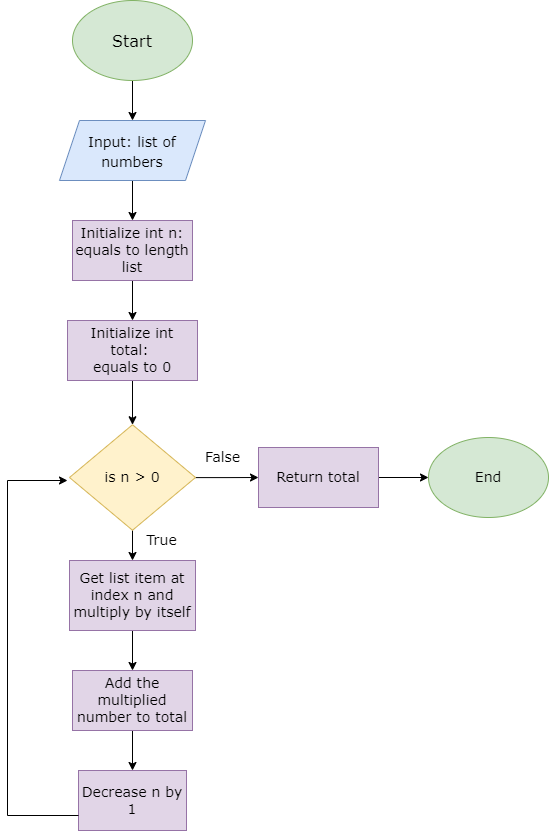 Start
Input: list of
numbers
Initialize int n:
equals to length
list
Initialize int
total:
equals to 0
is n > 0
False
Return total
End
True
Get list item at
index n and
multiply by itself
Add the
multiplied
number to total
Decrease n by
1